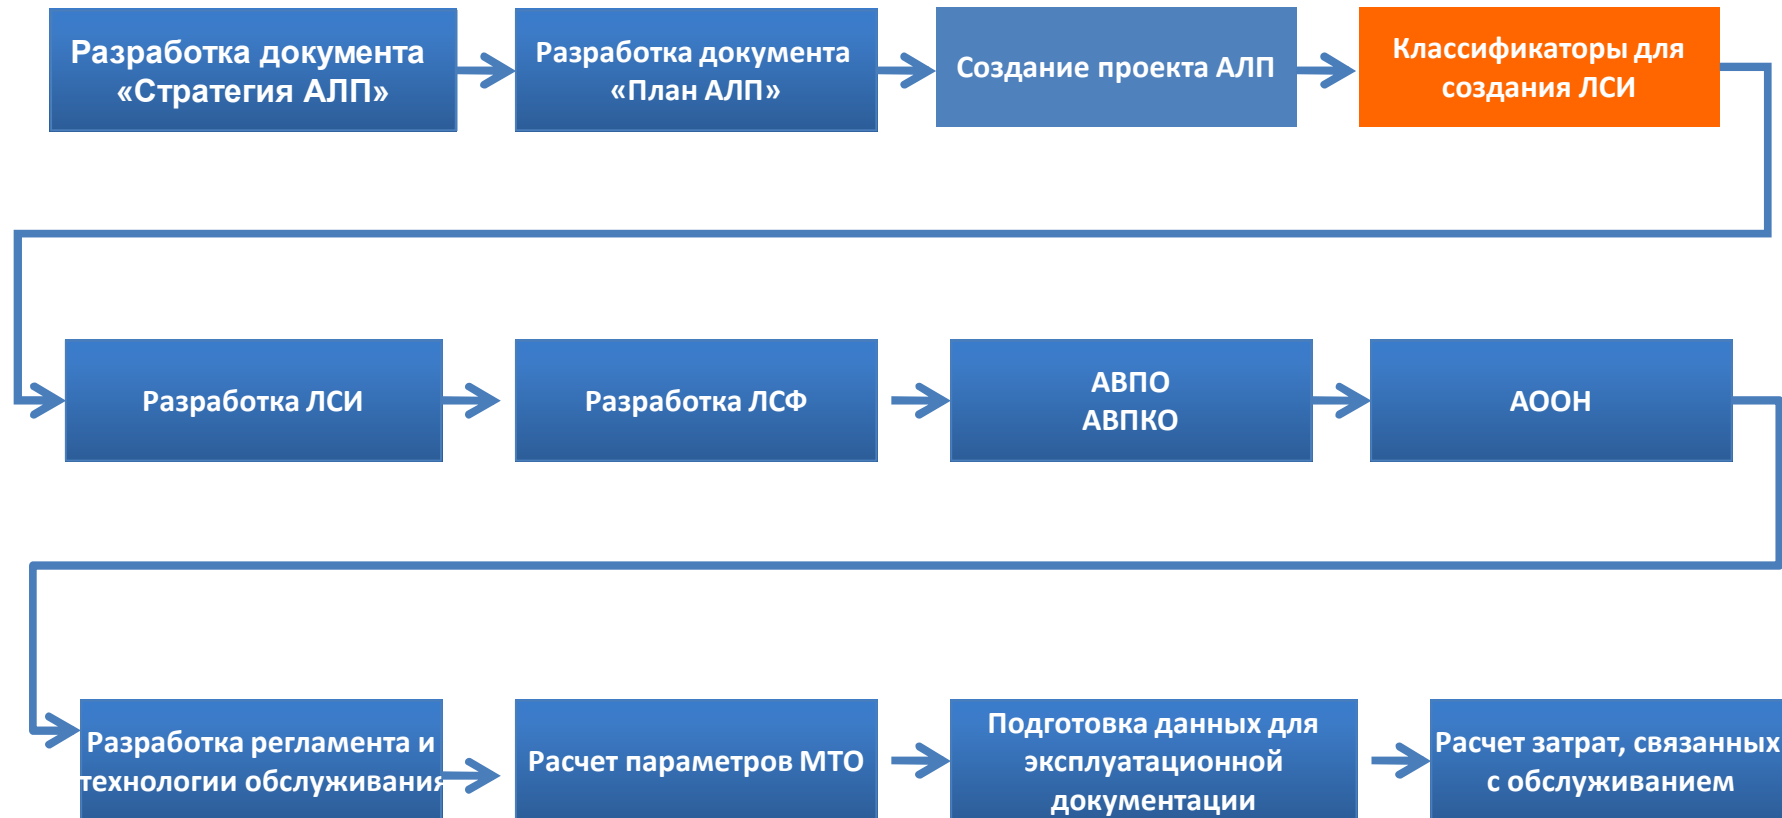 Разработка документа
«Стратегия АЛП»
Разработка документа
«План АЛП»
Создание проекта АЛП
Классификаторы для
создания ЛСИ
Разработка ЛСИ
Разработка ЛСФ
АВПО
АВПКО
АООН
Разработка регламента и
технологии обслуживания
Расчет параметров МТО
Подготовка данных для
эксплуатационной
документации
Расчет затрат, связанных
с обслуживанием